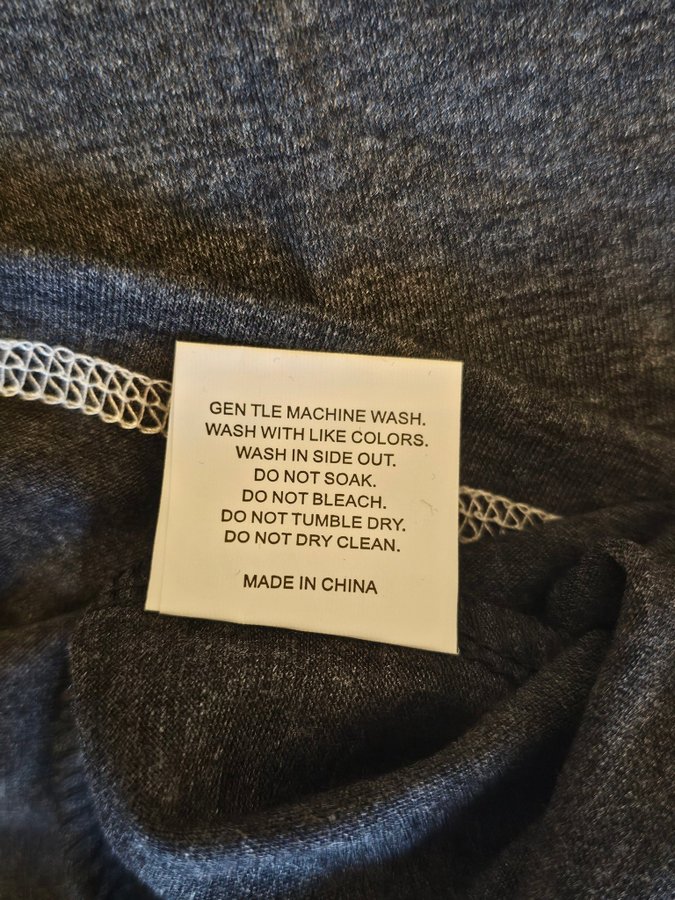 GEN TLE MACHINE WASH.
WASH WITH LIKE COLORS.
WASH IN SIDE OUT.
DO NOT SOAK.
DO NOT BLEACH.
DO NOT TUMBLE DRY.
DO NOT DRY CLEAN.
MADE IN CHINA